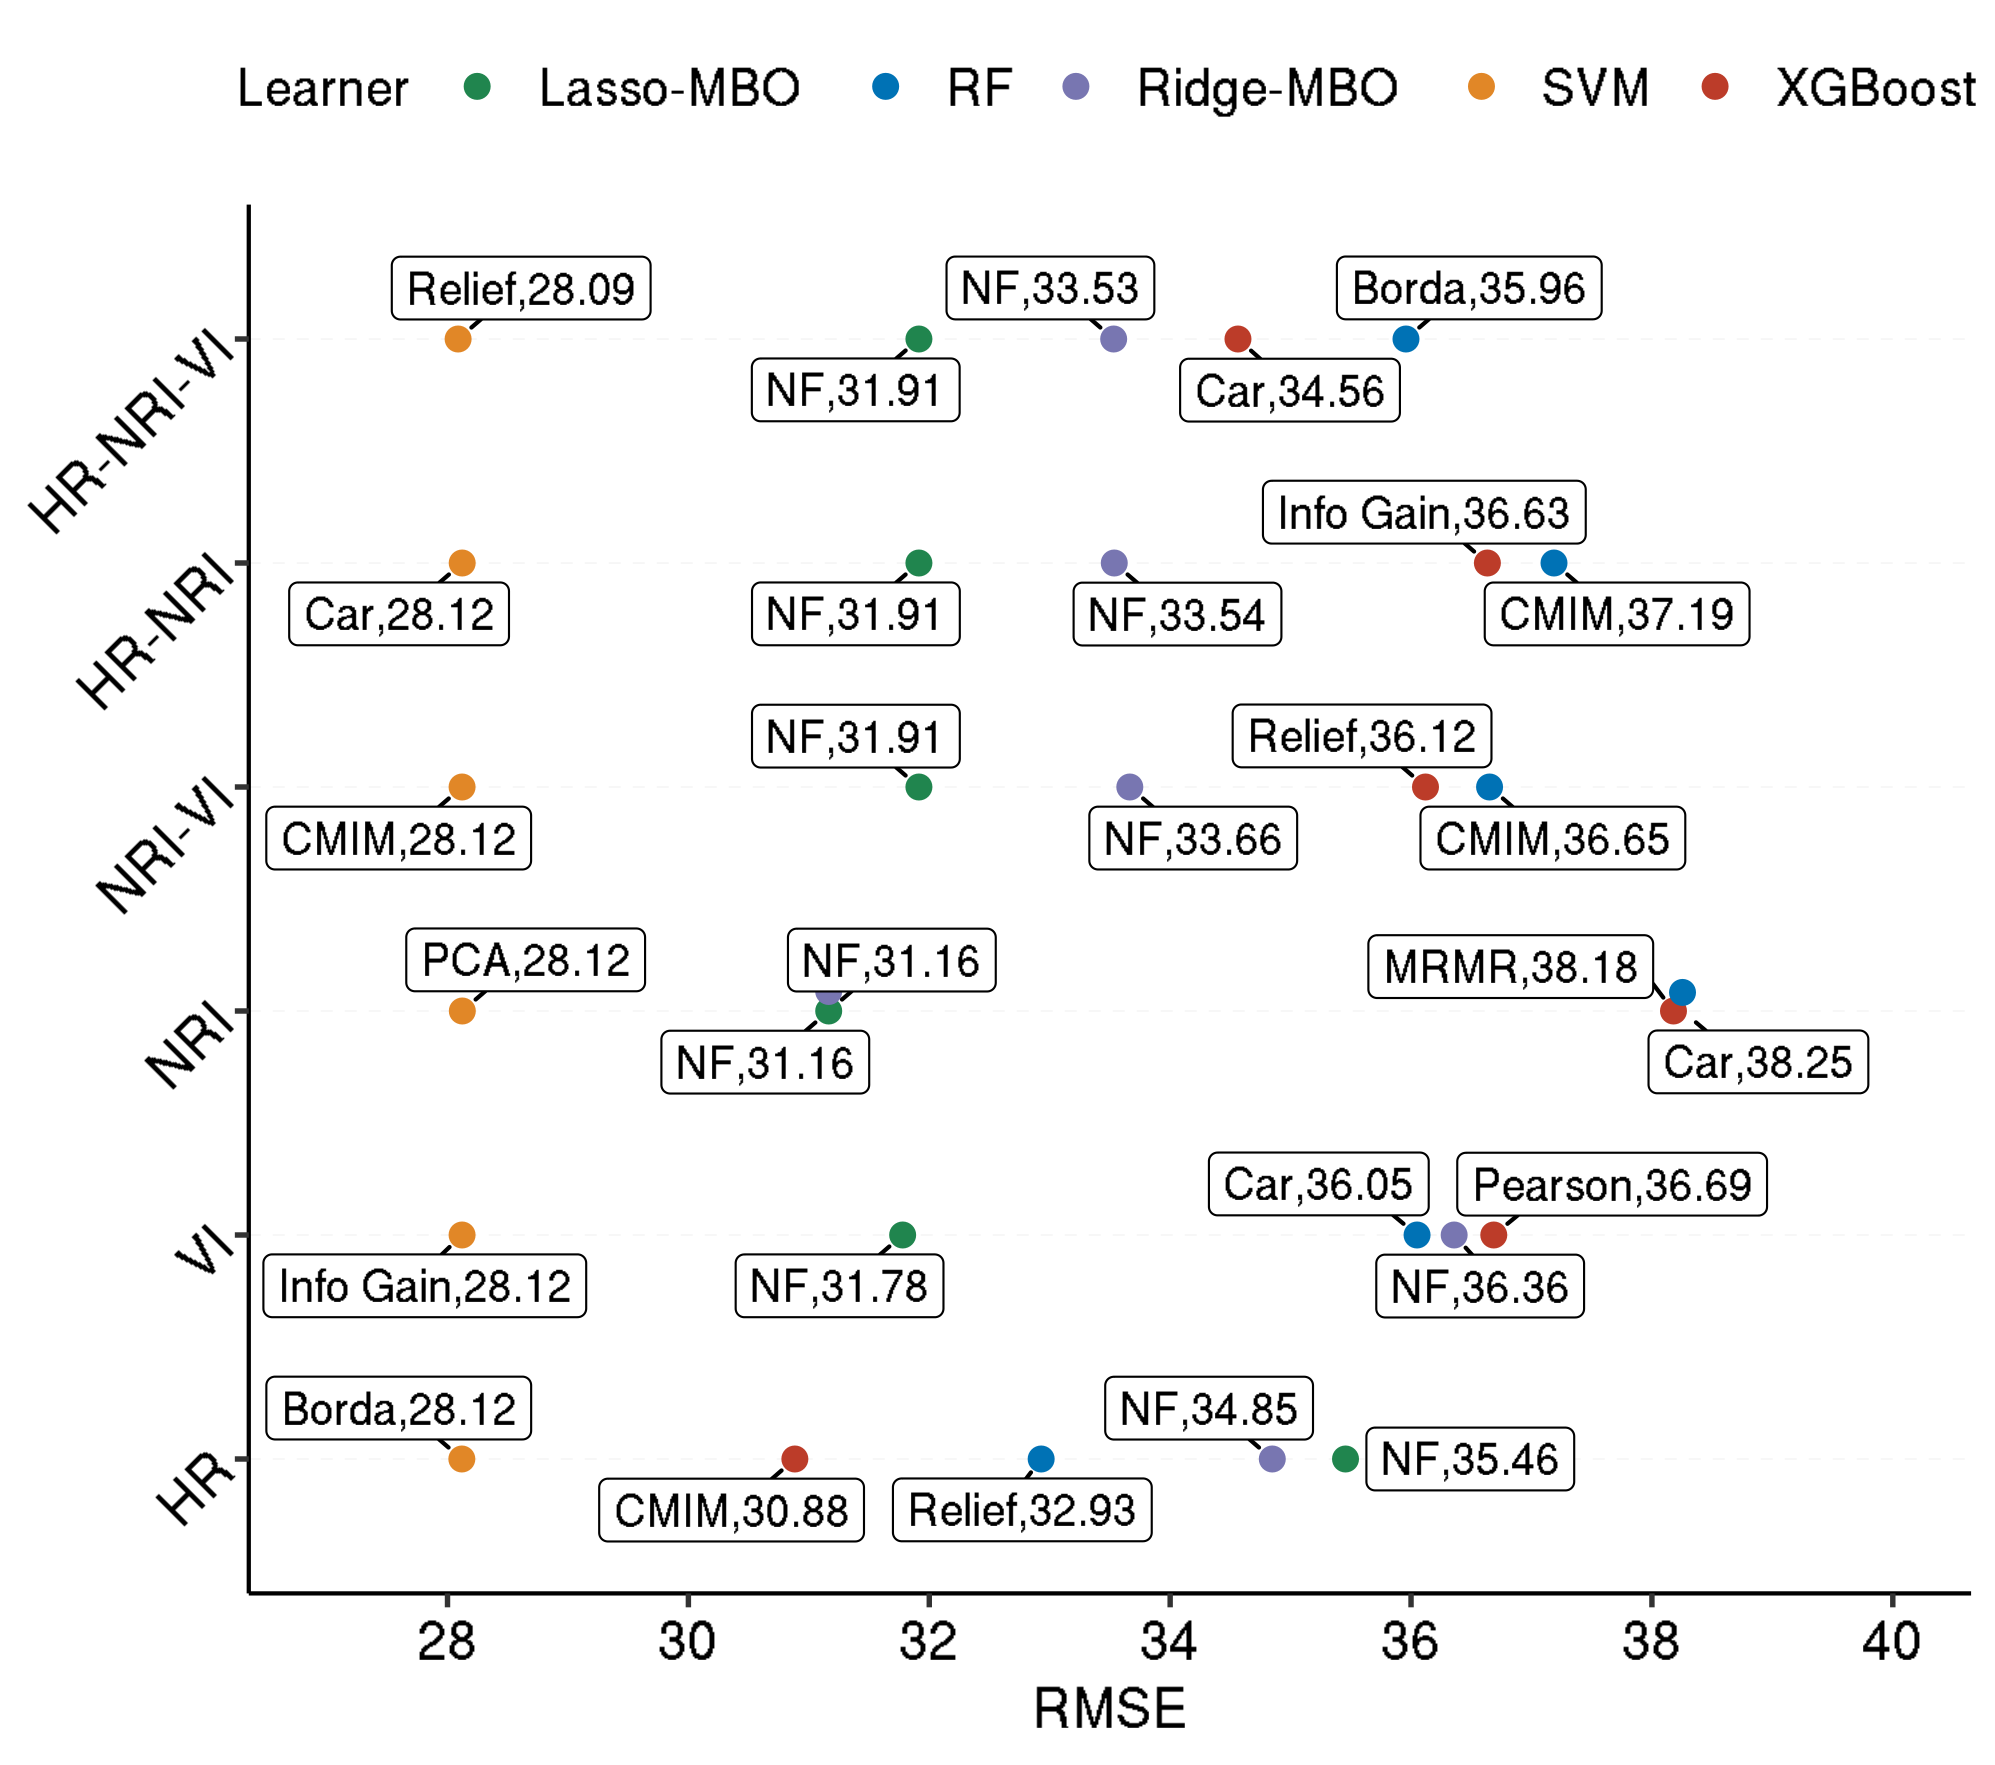 Learner Lasso-MBO RF Ridge-MBO SVM XGBoost
HR-NRI-VI
Relief,28.09
NF,33.53
Borda,35.96
NF,31.91
Car,34.56
HR-NRI
Info Gain,36.63
Car,28.12
NF,31.91
NF,33.54
CMIM,37.19
NRI-VI
NF,31.91
Relief,36.12
CMIM,28.12
NF,33.66
CMIM,36.65
NRI
PCA,28.12
NF,31.16
MRMR,38.18
NF,31.16
Car,38.25
VI
Car,36.05
Pearson,36.69
Info Gain,28.12
NF,31.78
NF,36.36
HR
Borda,28.12
NF,34.85
NF,35.46
CMIM,30.88
Relief,32.93
28 30 32 34 36 38 40
RMSE